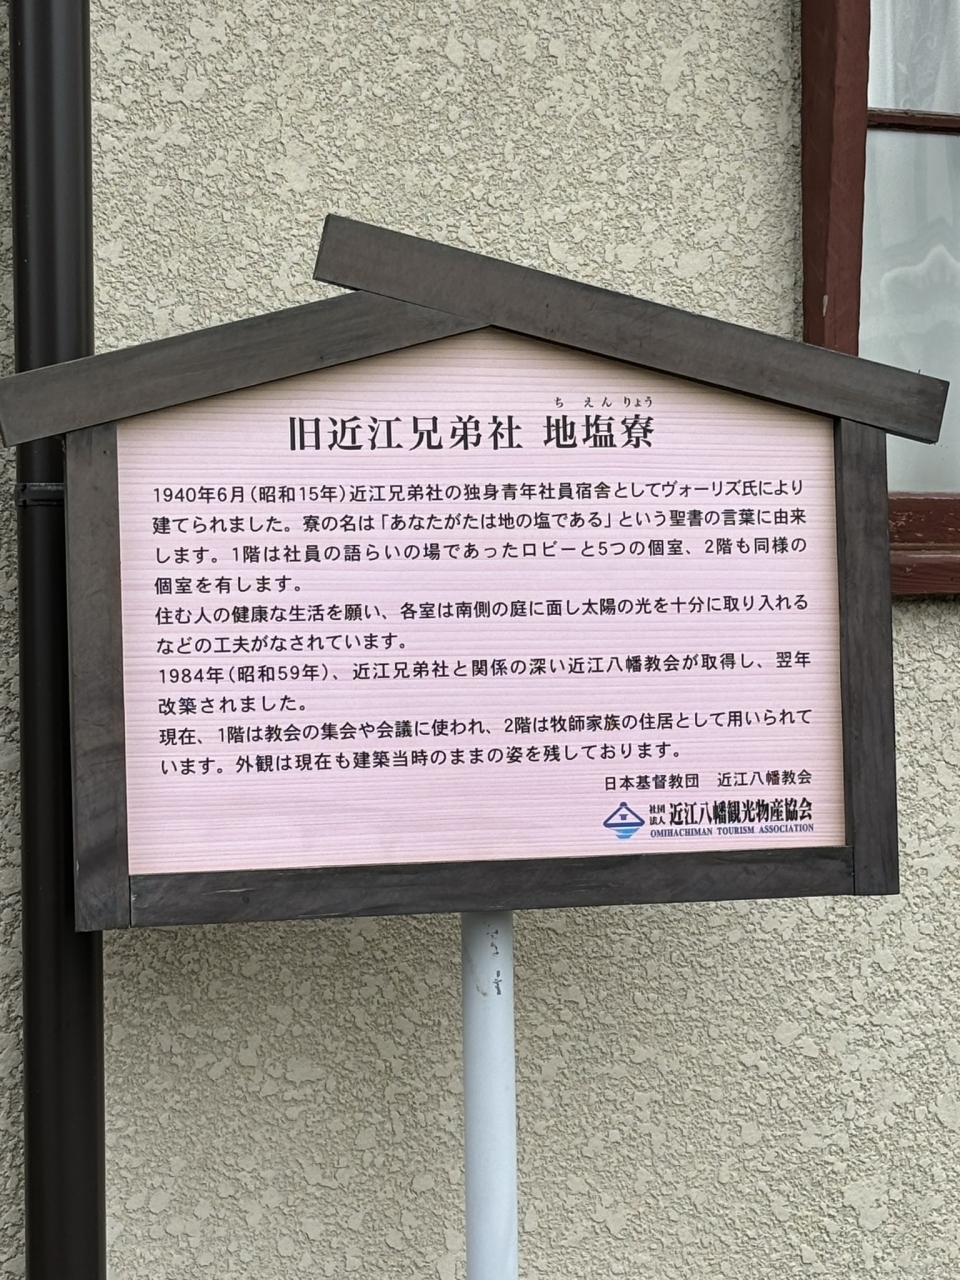 ちえんりょう
旧近江兄弟社 地塩寮
1940年6月(昭和15年)近江兄弟社の独身青年社員宿舎としてヴォーリズ氏により
建てられました。寮の名は「あなたがたは地の塩である」という聖書の言葉に由来
します。1階は社員の語らいの場であったロビーと5つの個室、2階も同様の
個室を有します。
住む人の健康な生活を願い、各室は南側の庭に面し太陽の光を十分に取り入れる
などの工夫がなされています。
1984年(昭和59年)、近江兄弟社と関係の深い近江八幡教会が取得し、翌年
改築されました。
現在、1階は教会の集会や会議に使われ、2階は牧師家族の住居として用いられて
います。外観は現在も建築当時のままの姿を残しております。
日本基督教団 近江八幡教会
社団法人 近江八幡観光物産協会
OMIHACHIMAN TOURISM ASSOCIATION